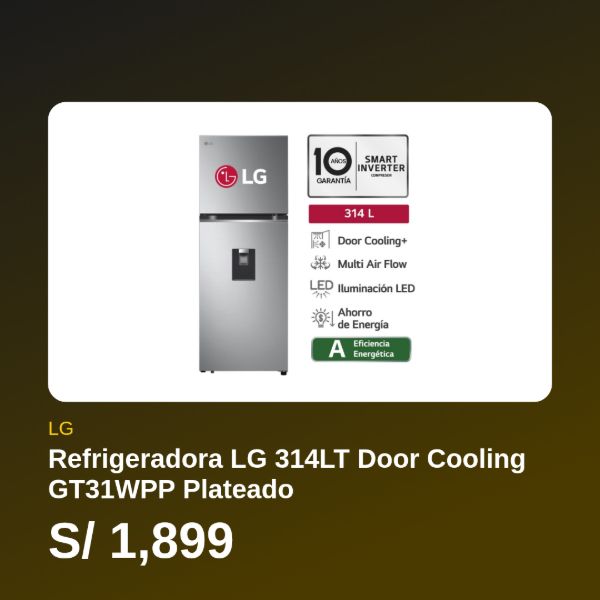 LG
10 AÑOS
GARANTÍA
SMART
INVERTER
COMPRESOR
314 L
Door Cooling+
Multi Air Flow
LED Iluminación LED
Ahorro
de Energía
A Eficiencia
Energética
LG
Refrigeradora LG 314LT Door Cooling
GT31WPP Plateado
S/ 1,899